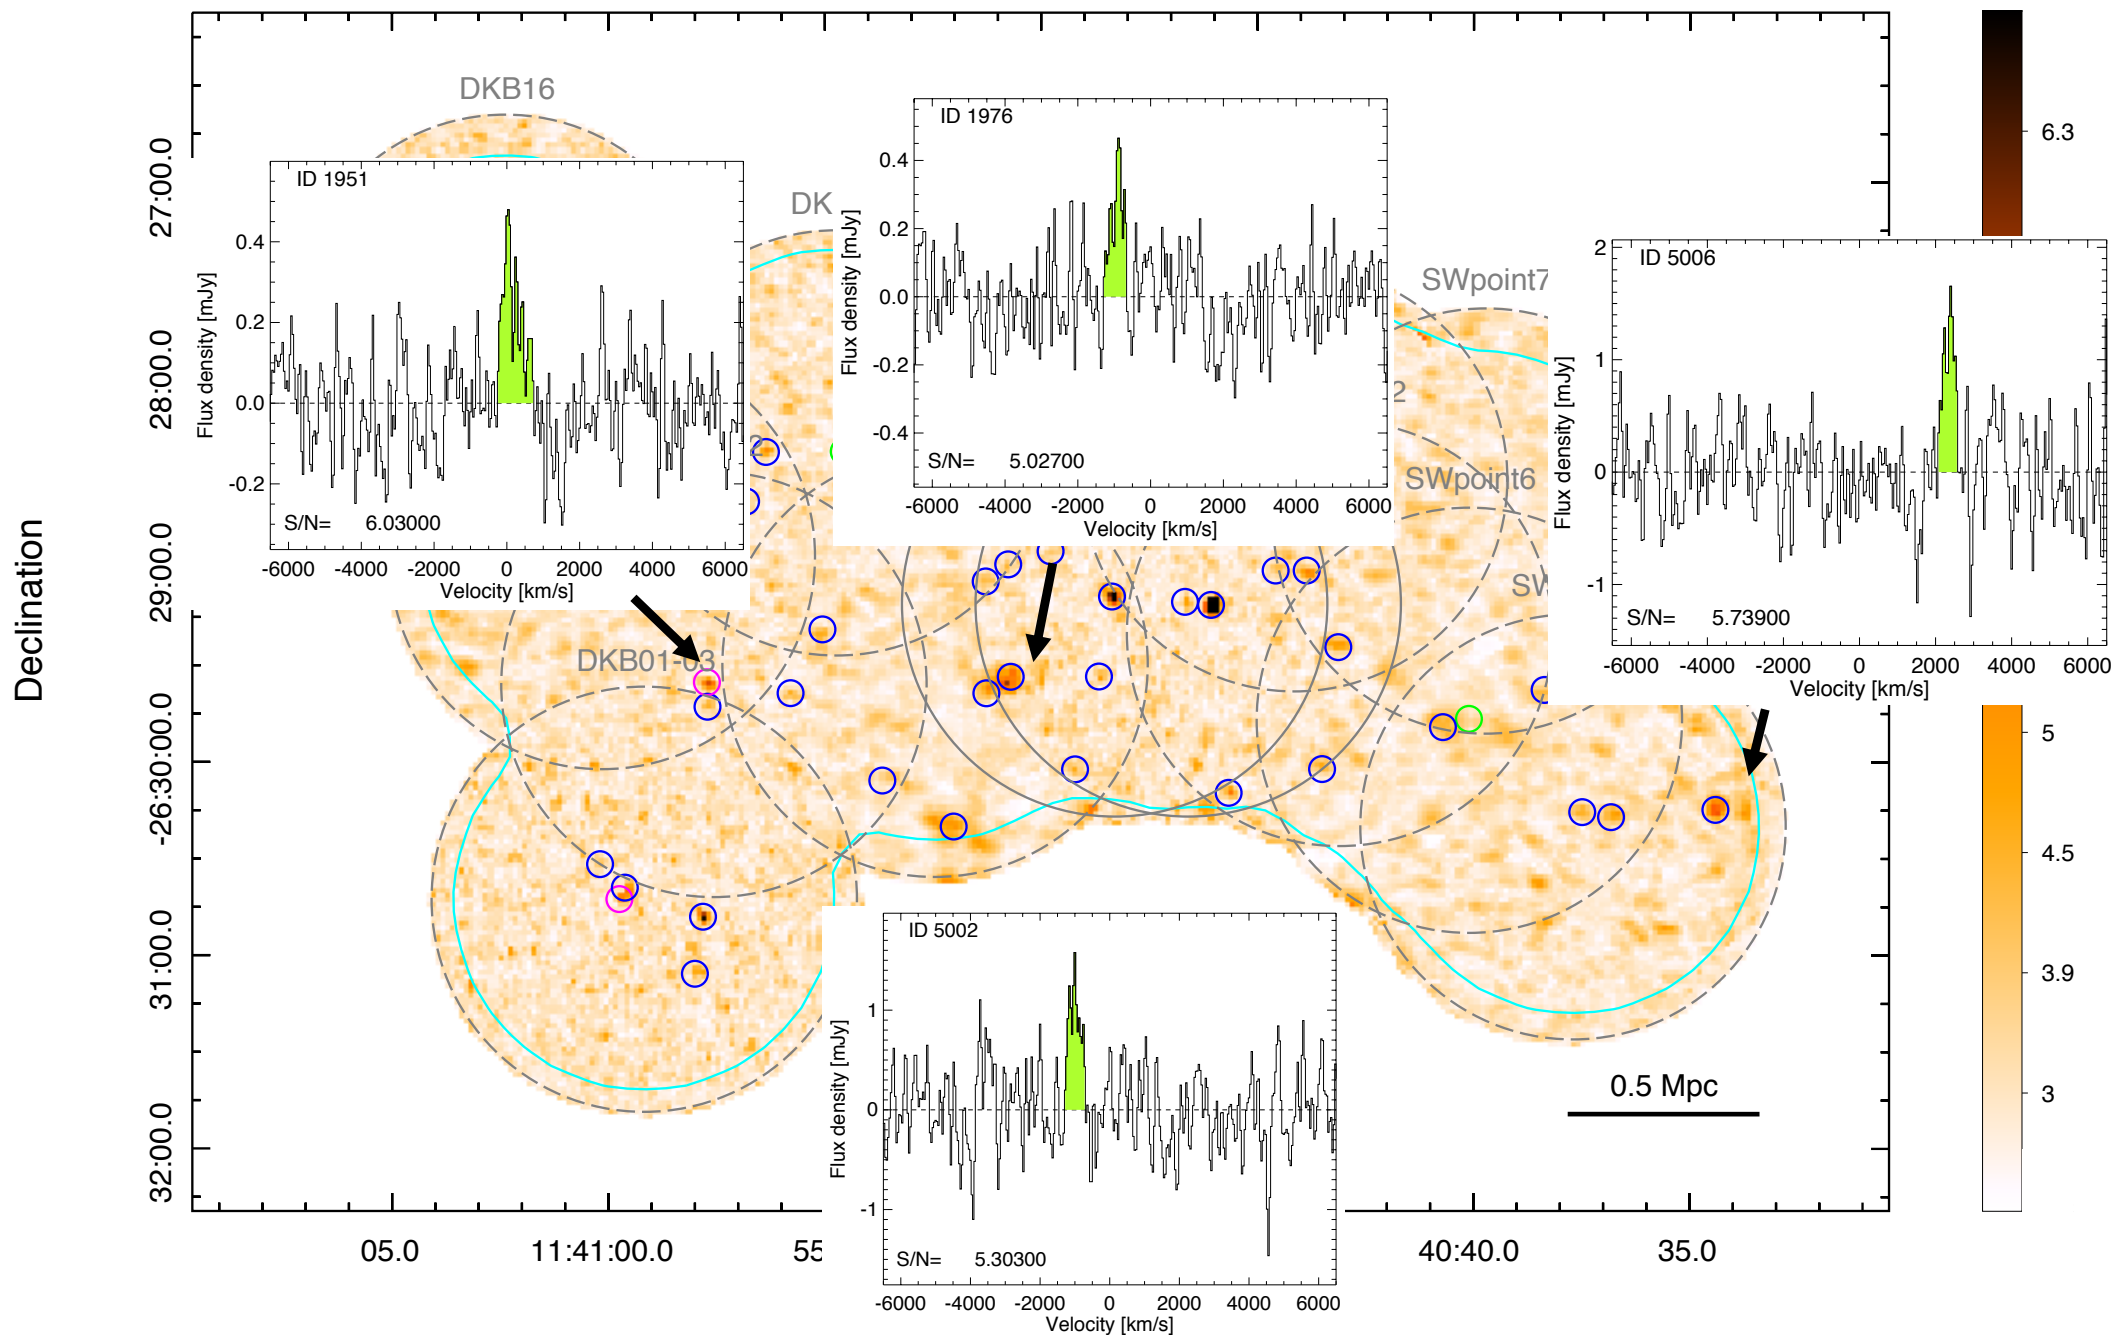 DKB16
ID 1976
6.3
27:00.0
ID 1951
DK
0.4
0.2
0.0
-0.2
-0.4
Flux density [mJy]
S/N= 5.02700
-6000 -4000 -2000 0 2000 4000 6000
Velocity [km/s]
0.4
0.2
0.0
-0.2
Flux density [mJy]
S/N= 6.03000
-6000 -4000 -2000 0 2000 4000 6000
Velocity [km/s]
SWpoint7
ID 5006
2
1
0
-1
Flux density [mJy]
S/N= 5.73900
-6000 -4000 -2000 0 2000 4000 6000
Velocity [km/s]
28:00.0
2
2
SWpoint6
SW
Declination
29:00.0
DKB01-03
-26:30:00.0
5
4.5
3.9
3
31:00.0
ID 5002
1
0
-1
Flux density [mJy]
S/N= 5.30300
-6000 -4000 -2000 0 2000 4000 6000
Velocity [km/s]
0.5 Mpc
32:00.0
05.0 11:41:00.0 55 40:40.0 35.0